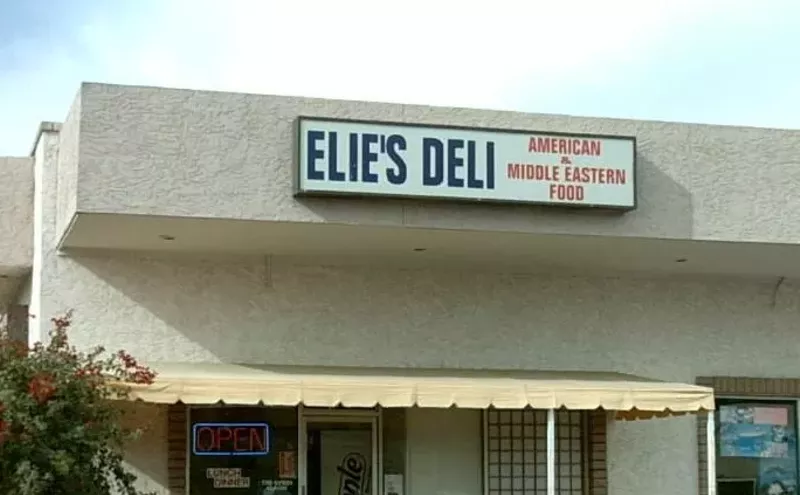 ELIE'S DELI
AMERICAN
&
MIDDLE EASTERN
FOOD
OPEN
LUNCH
DINNER